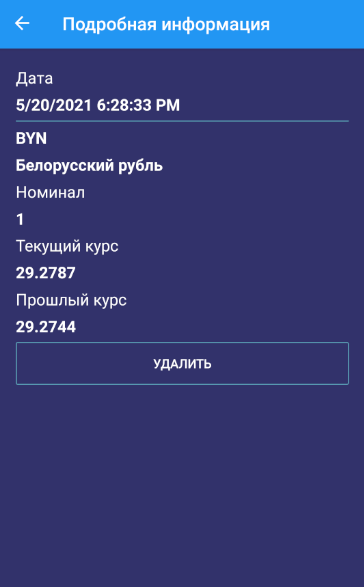 Подробная информация
Дата
5/20/2021 6:28:33 PM
BYN
Белорусский рубль
Номинал
1
Текущий курс
29.2787
Прошлый курс
29.2744
УДАЛИТЬ